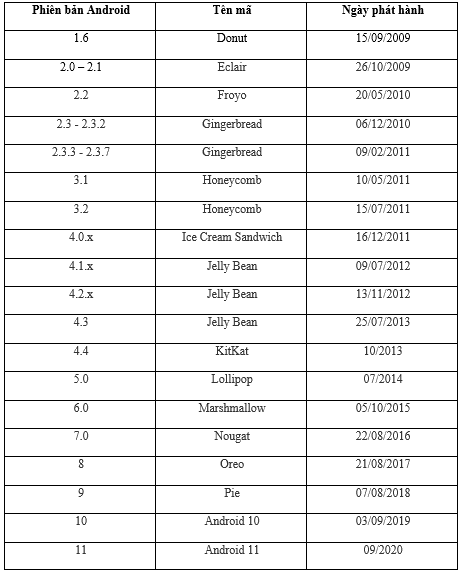 Phiên bản Android Tên mã Ngày phát hành
1.6 Donut 15/09/2009
2.0 – 2.1 Eclair 26/10/2009
2.2 Froyo 20/05/2010
2.3 - 2.3.2 Gingerbread 06/12/2010
2.3.3 - 2.3.7 Gingerbread 09/02/2011
3.1 Honeycomb 10/05/2011
3.2 Honeycomb 15/07/2011
4.0.x Ice Cream Sandwich 16/12/2011
4.1.x Jelly Bean 09/07/2012
4.2.x Jelly Bean 13/11/2012
4.3 Jelly Bean 25/07/2013
4.4 KitKat 10/2013
5.0 Lollipop 07/2014
6.0 Marshmallow 05/10/2015
7.0 Nougat 22/08/2016
8 Oreo 21/08/2017
9 Pie 07/08/2018
10 Android 10 03/09/2019
11 Android 11 09/2020